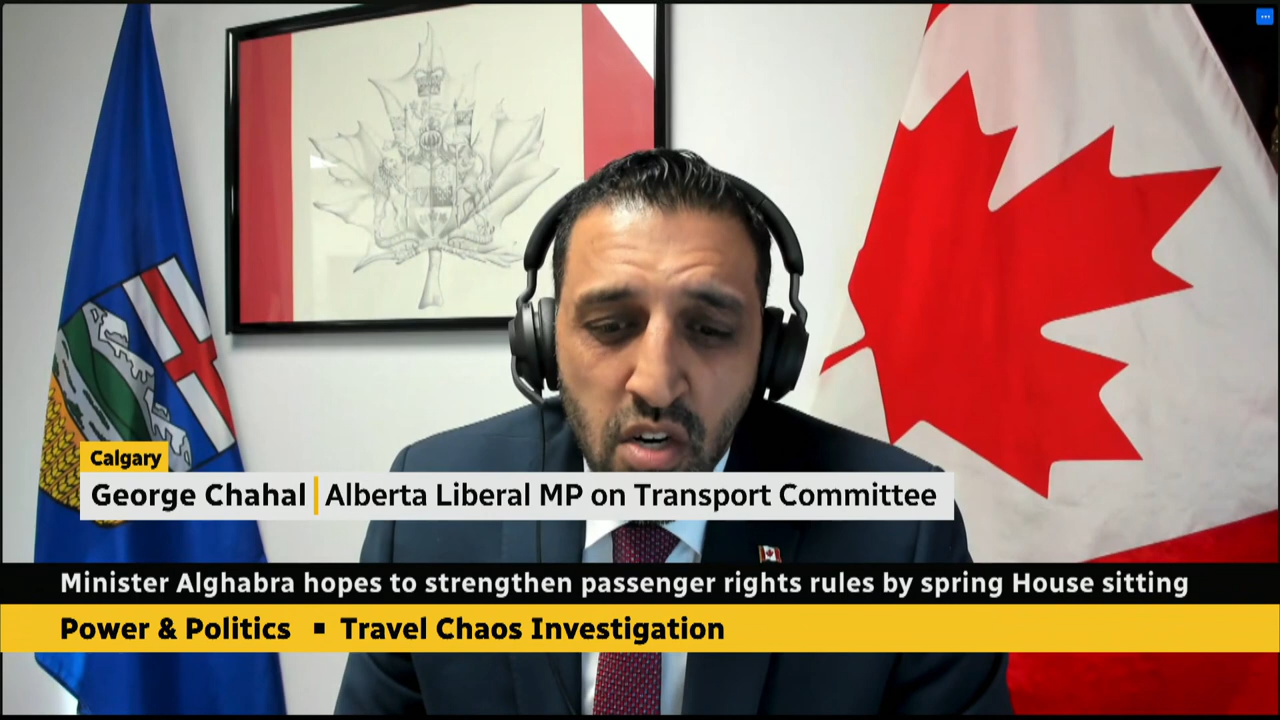 Calgary
George Chahal | Alberta Liberal MP on Transport Committee
Minister Alghabra hopes to strengthen passenger rights rules by spring House sitting
Power & Politics ▪ Travel Chaos Investigation